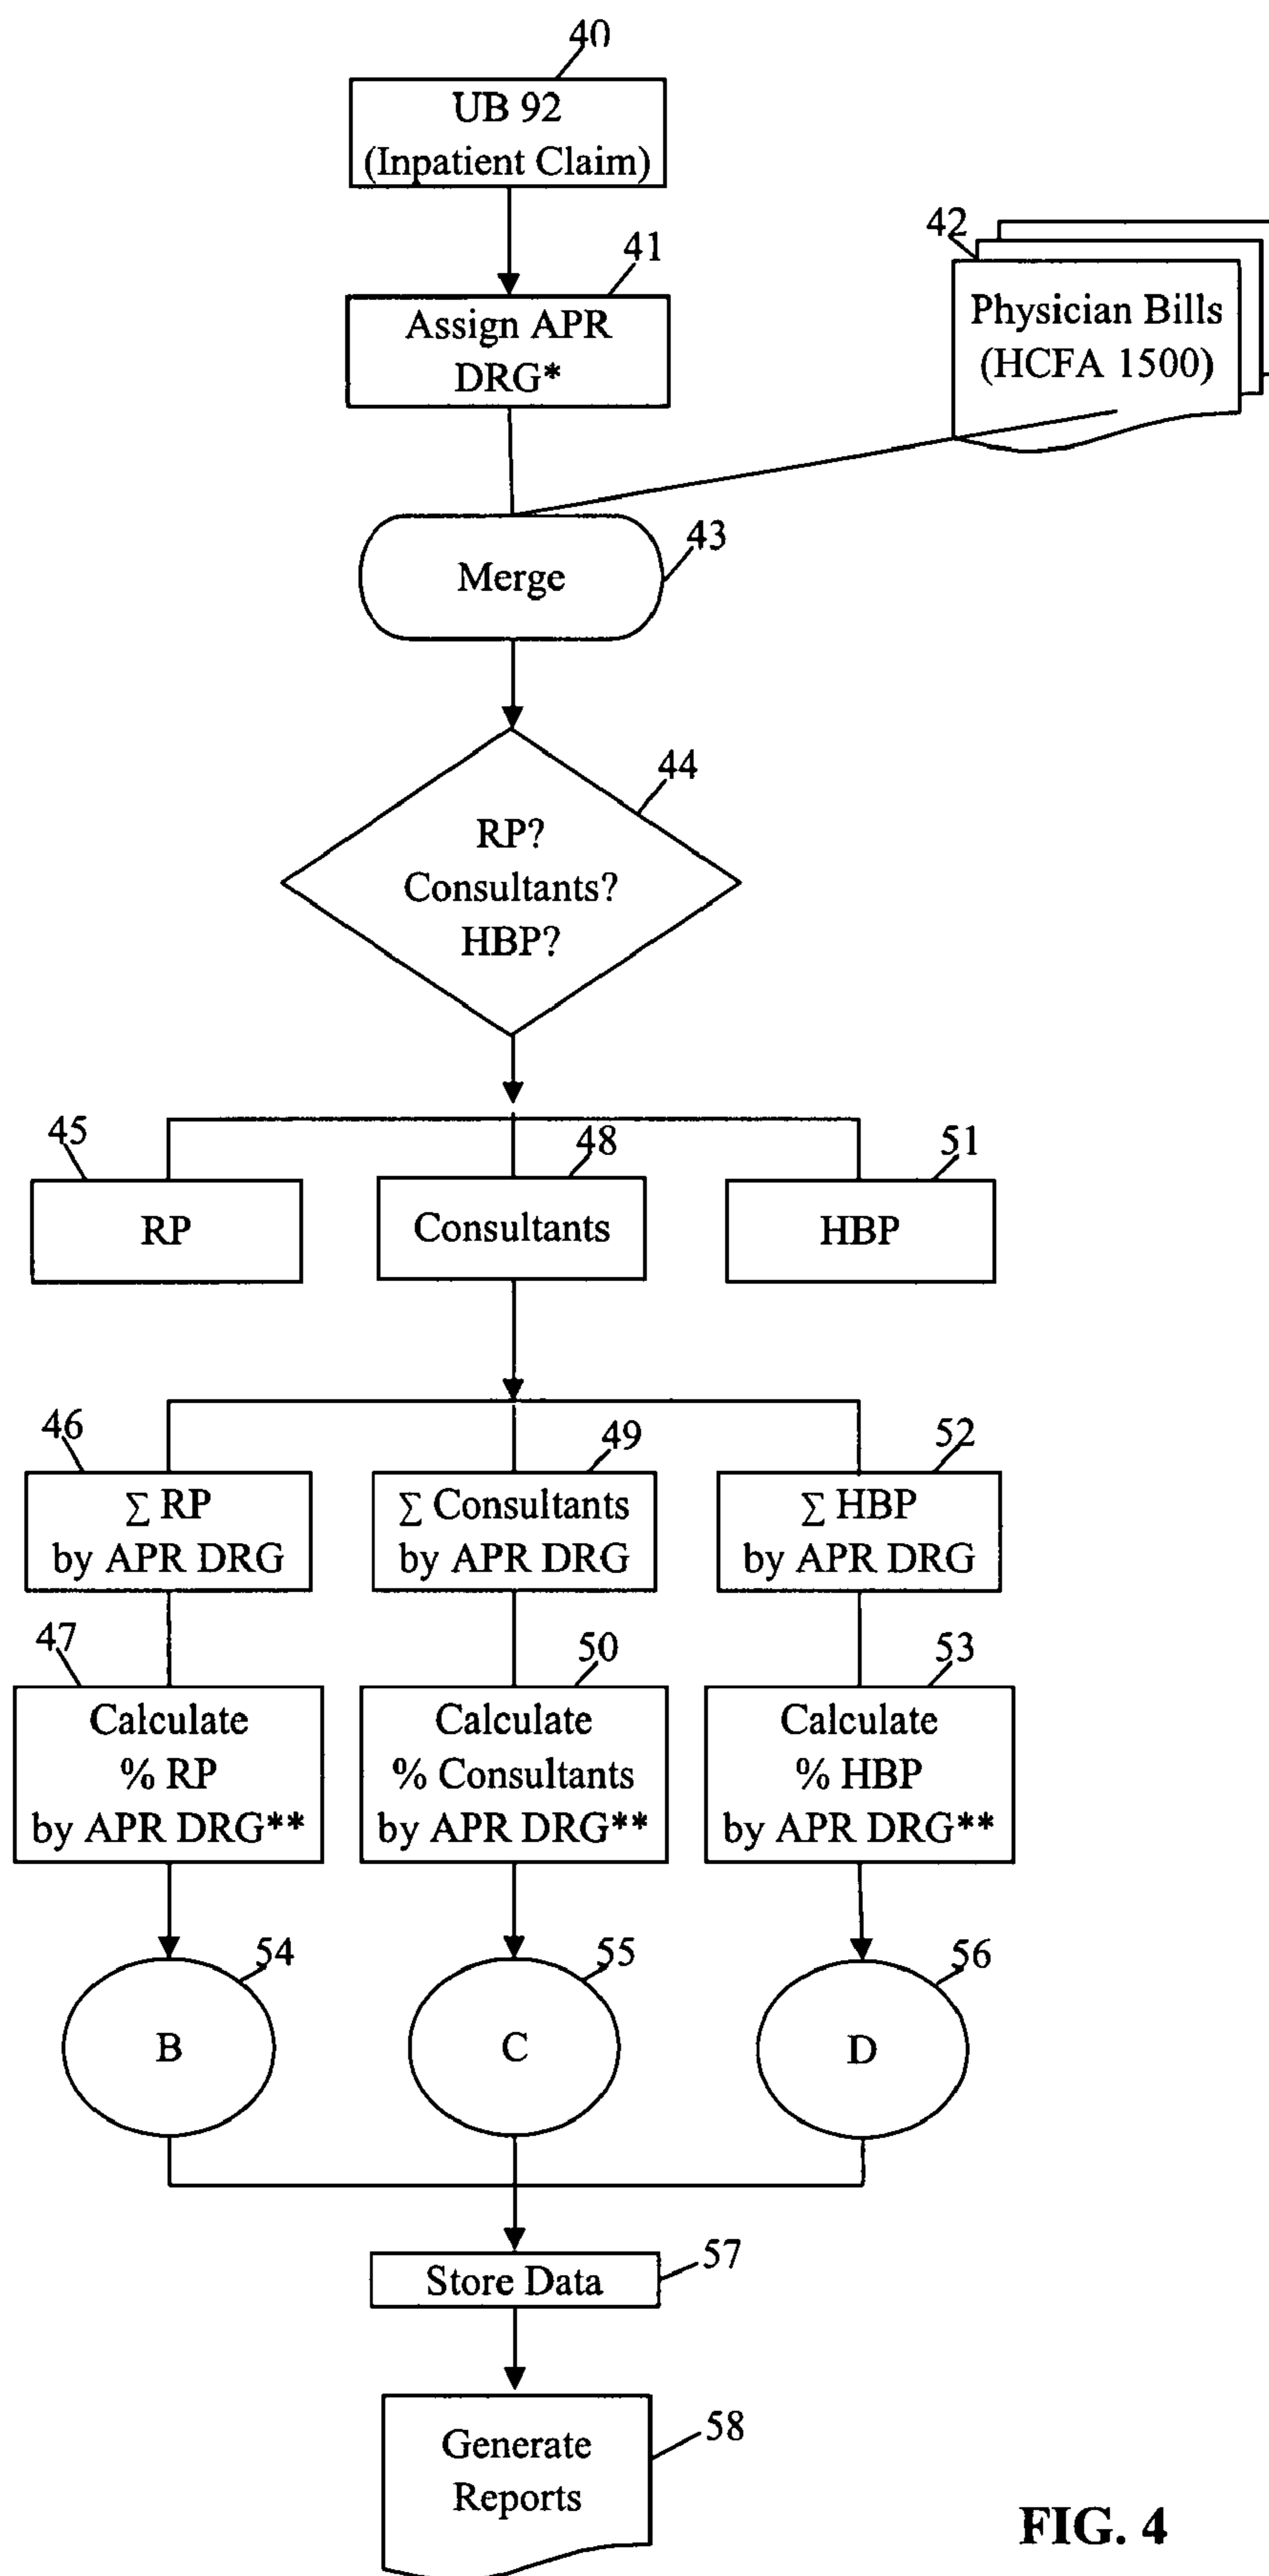 40
UB 92
(Inpatient Claim)
41
Assign APR
DRG*
42
Physician Bills
(HCFA 1500)
43
Merge
44
RP?
Consultants?
HBP?
45
RP
48
Consultants
51
HBP
46
∑ RP
by APR DRG
49
∑ Consultants
by APR DRG
52
∑ HBP
by APR DRG
47
Calculate
% RP
by APR DRG**
50
Calculate
% Consultants
by APR DRG**
53
Calculate
% HBP
by APR DRG**
54
B
55
C
56
D
57
Store Data
58
Generate
Reports
FIG. 4